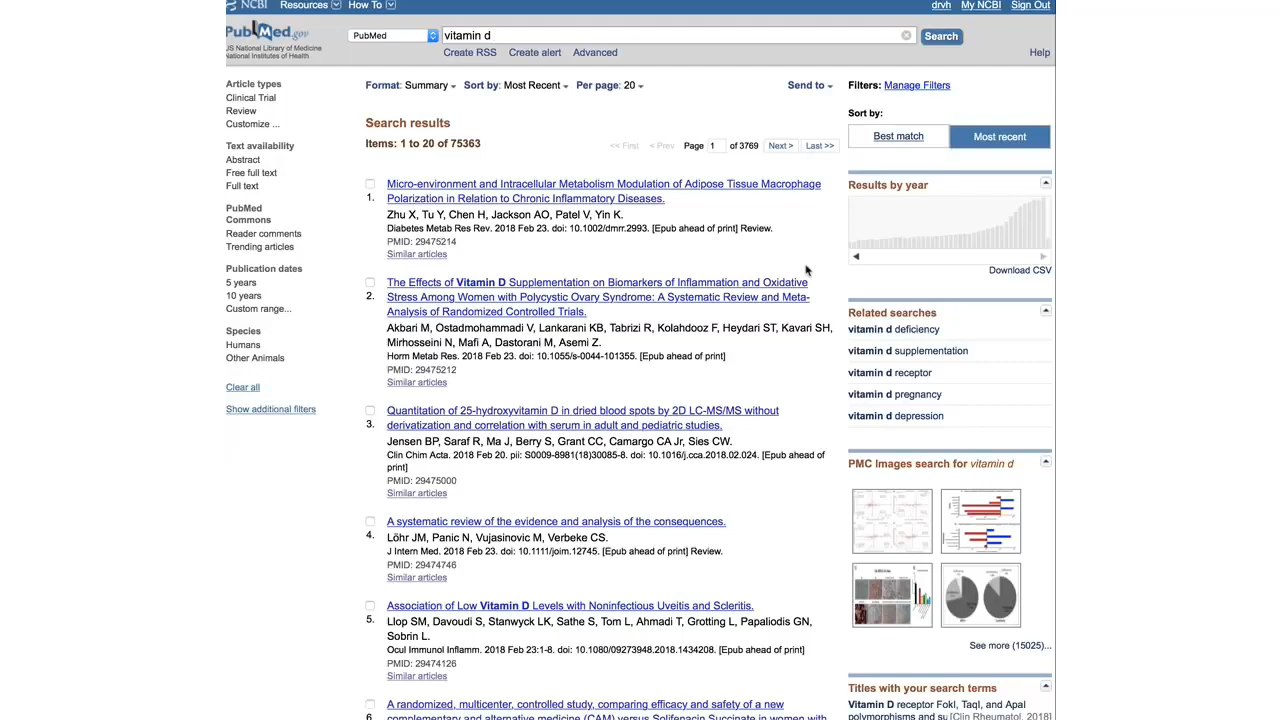 NCBI Resources How To drvh My NCBI Sign Out
PubMed.gov
US National Library of Medicine
National Institutes of Health
PubMed vitamin d Search
Create RSS Create alert Advanced Help
Article types
Clinical Trial
Review
Customize ...
Text availability
Abstract
Free full text
Full text
PubMed
Commons
Reader comments
Trending articles
Publication dates
5 years
10 years
Custom range...
Species
Humans
Other Animals
Clear all
Show additional filters
Format: Summary Sort by: Most Recent Per page: 20 Send to
Search results
Items: 1 to 20 of 75363
<< First < Prev Page 1 of 3769 Next > Last >>
Micro-environment and Intracellular Metabolism Modulation of Adipose Tissue Macrophage
1. Polarization in Relation to Chronic Inflammatory Diseases.
Zhu X, Tu Y, Chen H, Jackson AO, Patel V, Yin K.
Diabetes Metab Res Rev. 2018 Feb 23. doi: 10.1002/dmrr.2993. [Epub ahead of print] Review.
PMID: 29475214
Similar articles
The Effects of Vitamin D Supplementation on Biomarkers of Inflammation and Oxidative
2. Stress Among Women with Polycystic Ovary Syndrome: A Systematic Review and Meta-
Analysis of Randomized Controlled Trials.
Akbari M, Ostadmohammadi V, Lankarani KB, Tabrizi R, Kolahdooz F, Heydari ST, Kavari SH,
Mirhosseini N, Mafi A, Dastorani M, Asemi Z.
Horm Metab Res. 2018 Feb 23. doi: 10.1055/s-0044-101355. [Epub ahead of print]
PMID: 29475212
Similar articles
Quantitation of 25-hydroxyvitamin D in dried blood spots by 2D LC-MS/MS without
3. derivatization and correlation with serum in adult and pediatric studies.
Jensen BP, Saraf R, Ma J, Berry S, Grant CC, Camargo CA Jr, Sies CW.
Clin Chim Acta. 2018 Feb 20. pii: S0009-8981(18)30085-8. doi: 10.1016/j.cca.2018.02.024. [Epub ahead of
print]
PMID: 29475000
Similar articles
A systematic review of the evidence and analysis of the consequences.
4. Löhr JM, Panic N, Vujasinovic M, Verbeke CS.
J Intern Med. 2018 Feb 23. doi: 10.1111/joim.12745. [Epub ahead of print] Review.
PMID: 29474746
Similar articles
Association of Low Vitamin D Levels with Noninfectious Uveitis and Scleritis.
5. Llop SM, Davoudi S, Stanwyck LK, Sathe S, Tom L, Ahmadi T, Grotting L, Papaliodis GN,
Sobrin L.
Ocul Immunol Inflamm. 2018 Feb 23:1-8. doi: 10.1080/09273948.2018.1434208. [Epub ahead of print]
PMID: 29474126
Similar articles
A randomized, multicenter, controlled study, comparing efficacy and safety of a new
6. complementary and alternative medicine (CAM) versus Solifenacin Succinate in women with
Filters: Manage Filters
Sort by:
Best match Most recent
Results by year
Download CSV
Related searches
vitamin d deficiency
vitamin d supplementation
vitamin d receptor
vitamin d pregnancy
vitamin d depression
PMC Images search for vitamin d
See more (15025)...
Titles with your search terms
Vitamin D receptor FokI, TaqI, and ApaI
polymorphisms and su [Clin Rheumatol. 2018]